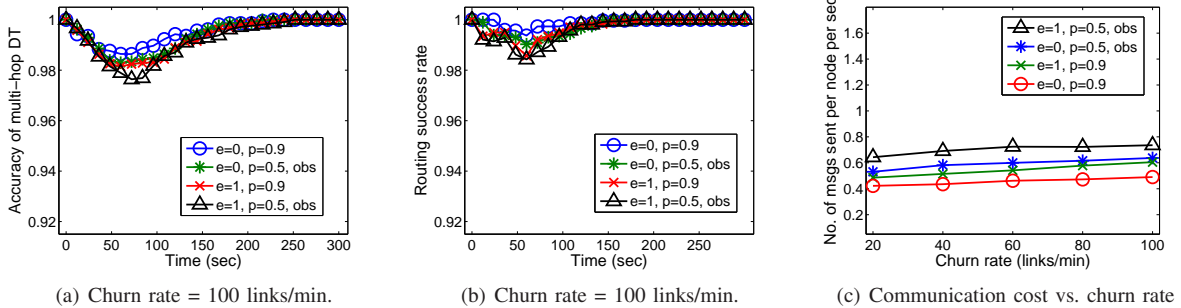 Accuracy of multi-hop DT
1
0.98
0.96
0.94
0.92
0 50 100 150 200 250 300
Time (sec)
e=0, p=0.9
e=0, p=0.5, obs
e=1, p=0.9
e=1, p=0.5, obs
(a) Churn rate = 100 links/min.
Routing success rate
1
0.98
0.96
0.94
0.92
0 50 100 150 200 250
Time (sec)
e=0, p=0.9
e=0, p=0.5, obs
e=1, p=0.9
e=1, p=0.5, obs
(b) Churn rate = 100 links/min.
No. of msgs sent per node per sec
1.6
1.4
1.2
1
0.8
0.6
0.4
0.2
20 40 60 80 100
Churn rate (links/min)
e=1, p=0.5, obs
e=0, p=0.5, obs
e=1, p=0.9
e=0, p=0.9
(c) Communication cost vs. churn rate